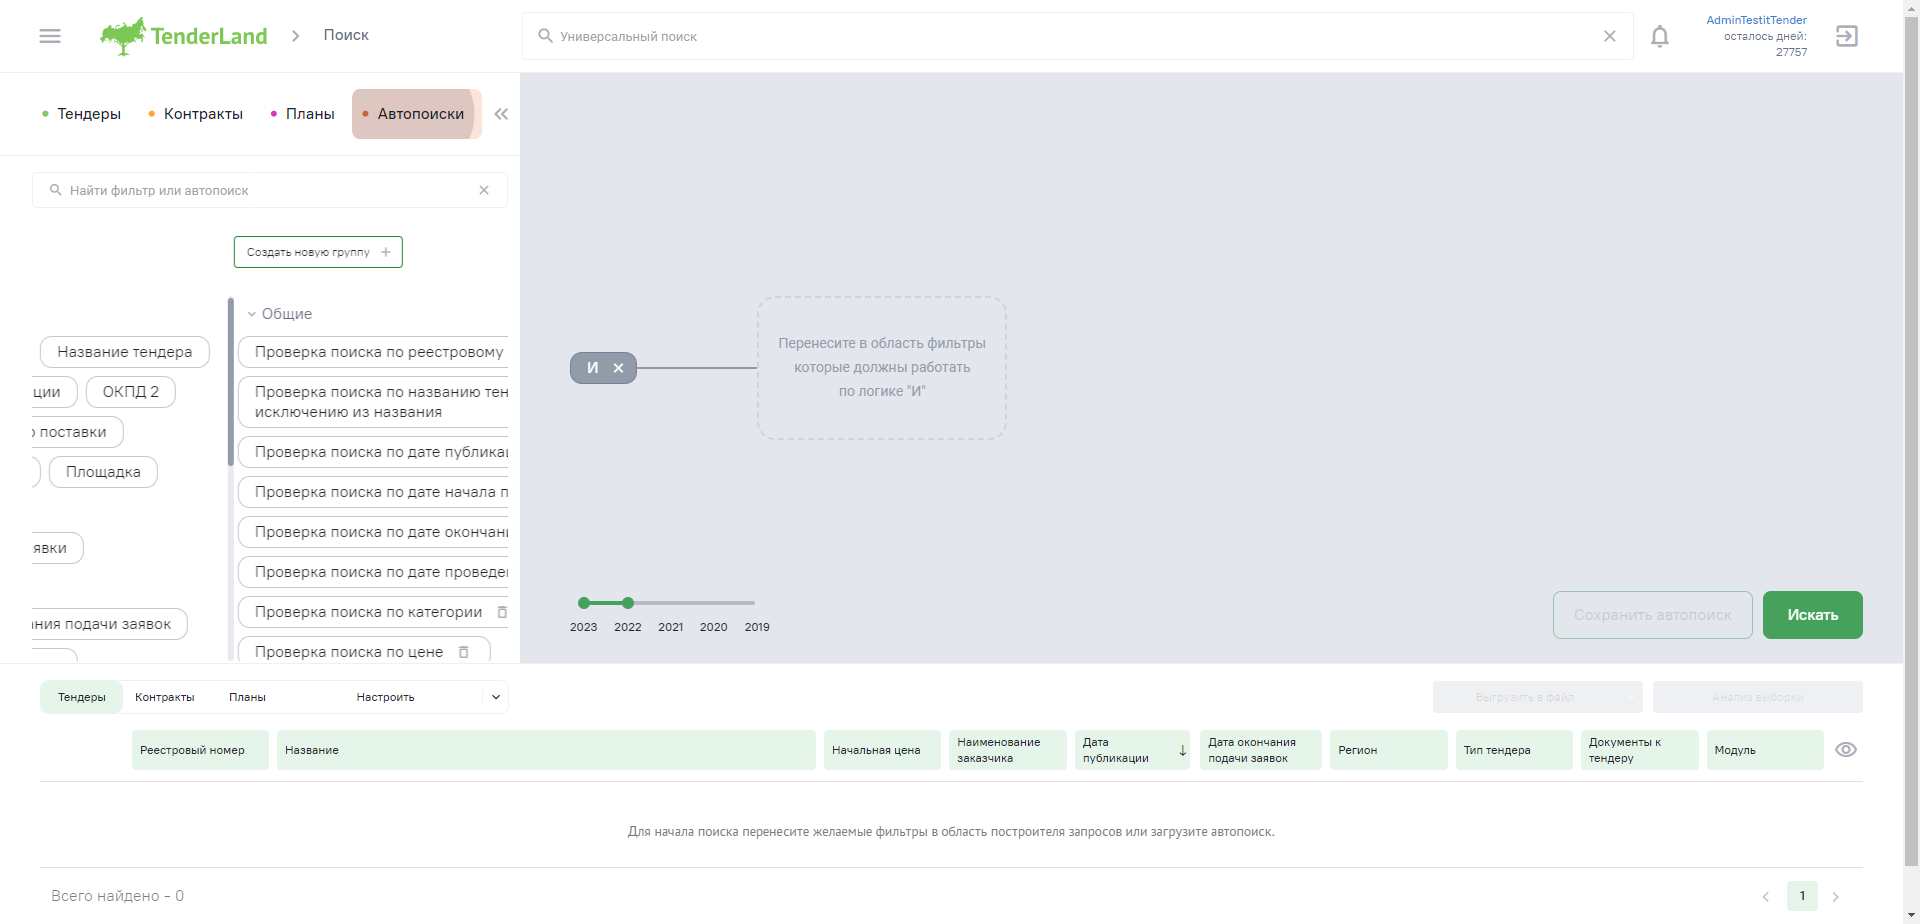 TenderLand
Поиск
Универсальный поиск
AdminTestitTender
осталось дней:
27757
Тендеры
Контракты
Планы
Автопоиски
Найти фильтр или автопоиск
Создать новую группу
Общие
Название тендера
ции
ОКПД 2
о поставки
Площадка
явки
ния подачи заявок
Проверка поиска по реестровому
Проверка поиска по названию тен
исключению из названия
Проверка поиска по дате публикац
Проверка поиска по дате начала п
Проверка поиска по дате окончани
Проверка поиска по дате проведен
Проверка поиска по категории
Проверка поиска по цене
И
Перенесите в область фильтры
которые должны работать
по логике "И"
2023 2022 2021 2020 2019
Сохранить автопоиск
Искать
Тендеры
Контракты
Планы
Настроить
Выгрузить в файл
Анализ выборки
Реестровый номер
Название
Начальная цена
Наименование
заказчика
Дата
публикации
Дата окончания
подачи заявок
Регион
Тип тендера
Документы к
тендеру
Модуль
Для начала поиска перенесите желаемые фильтры в область построителя запросов или загрузите автопоиск.
Всего найдено - 0
1